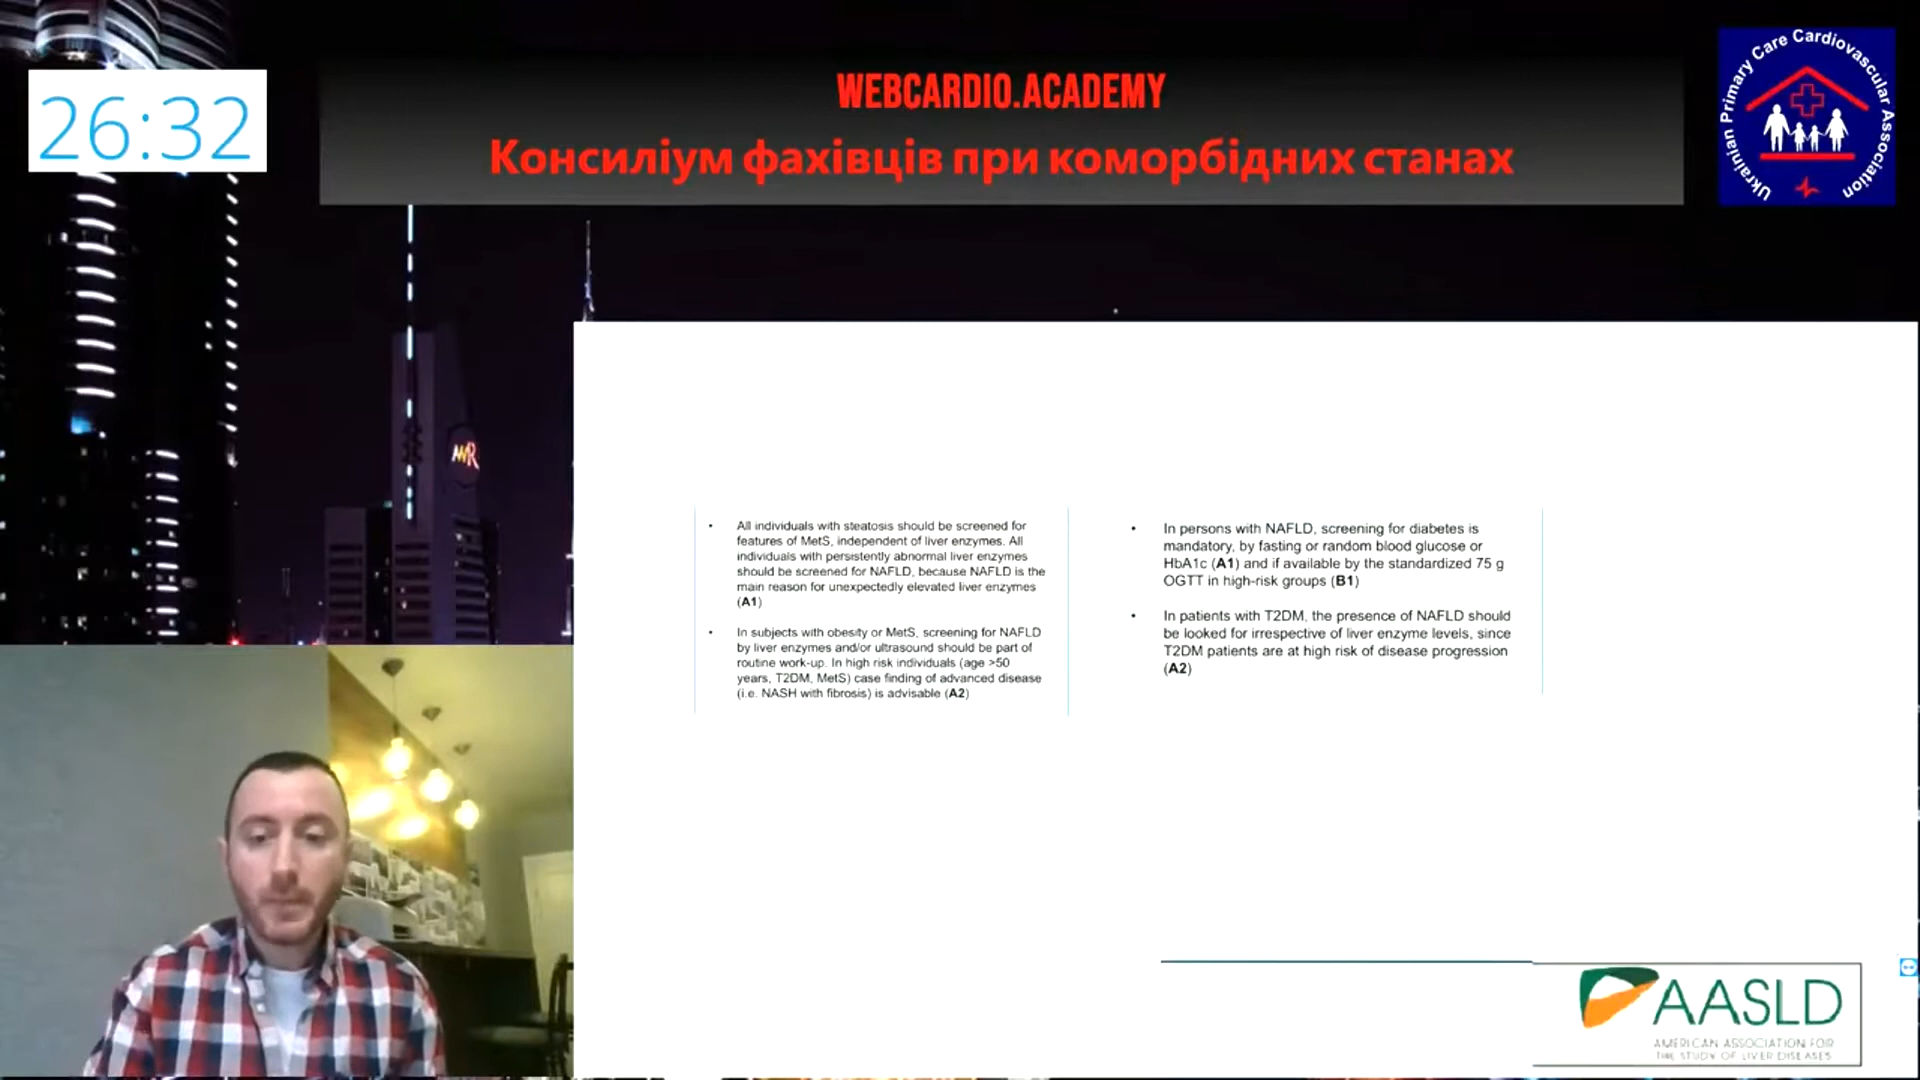 26:32
WEBCARDIO.ACADEMY
Консиліум фахівців при коморбідних станах
Ukrainian Primary Care Cardiovascular Association
• All individuals with steatosis should be screened for
features of MetS, independent of liver enzymes. All
individuals with persistently abnormal liver enzymes
should be screened for NAFLD, because NAFLD is the
main reason for unexpectedly elevated liver enzymes
(A1)
• In subjects with obesity or MetS, screening for NAFLD
by liver enzymes and/or ultrasound should be part of
routine work-up. In high risk individuals (age >50
years, T2DM, MetS) case finding of advanced disease
(i.e. NASH with fibrosis) is advisable (A2)
• In persons with NAFLD, screening for diabetes is
mandatory, by fasting or random blood glucose or
HbA1c (A1) and if available by the standardized 75 g
OGTT in high-risk groups (B1)
• In patients with T2DM, the presence of NAFLD should
be looked for irrespective of liver enzyme levels, since
T2DM patients are at high risk of disease progression
(A2)
AASLD
AMERICAN ASSOCIATION FOR
THE STUDY OF LIVER DISEASES